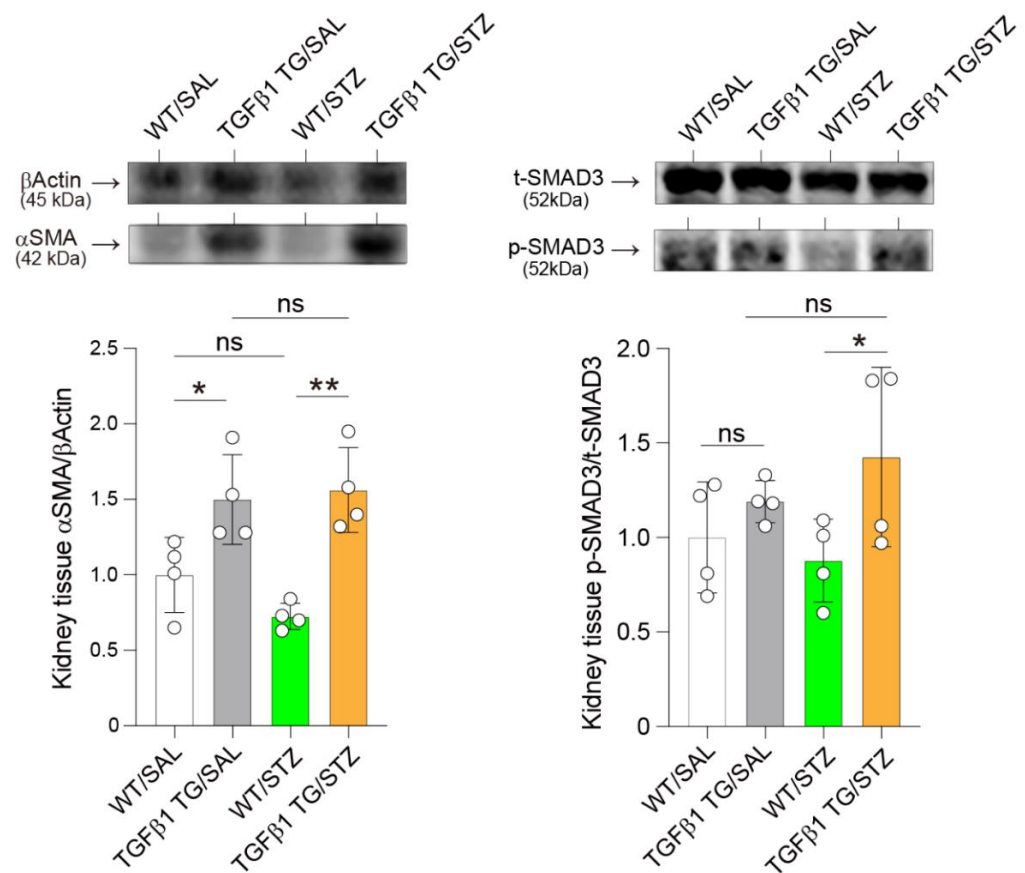 WT/SAL
TGFβ1 TG/SAL
WT/STZ
TGFβ1 TG/STZ
βActin →
(45 kDa)
αSMA →
(42 kDa)
ns
ns
*
**
Kidney tissue αSMA/βActin
2.5
2.0
1.5
1.0
0.5
0
WT/SAL
TGFβ1 TG/SAL
WT/STZ
TGFβ1 TG/STZ
WT/SAL
TGFβ1 TG/SAL
WT/STZ
TGFβ1 TG/STZ
t-SMAD3 →
(52kDa)
p-SMAD3 →
(52kDa)
ns
*
ns
Kidney tissue p-SMAD3/t-SMAD3
2.0
1.5
1.0
0.5
0
WT/SAL
TGFβ1 TG/SAL
WT/STZ
TGFβ1 TG/STZ